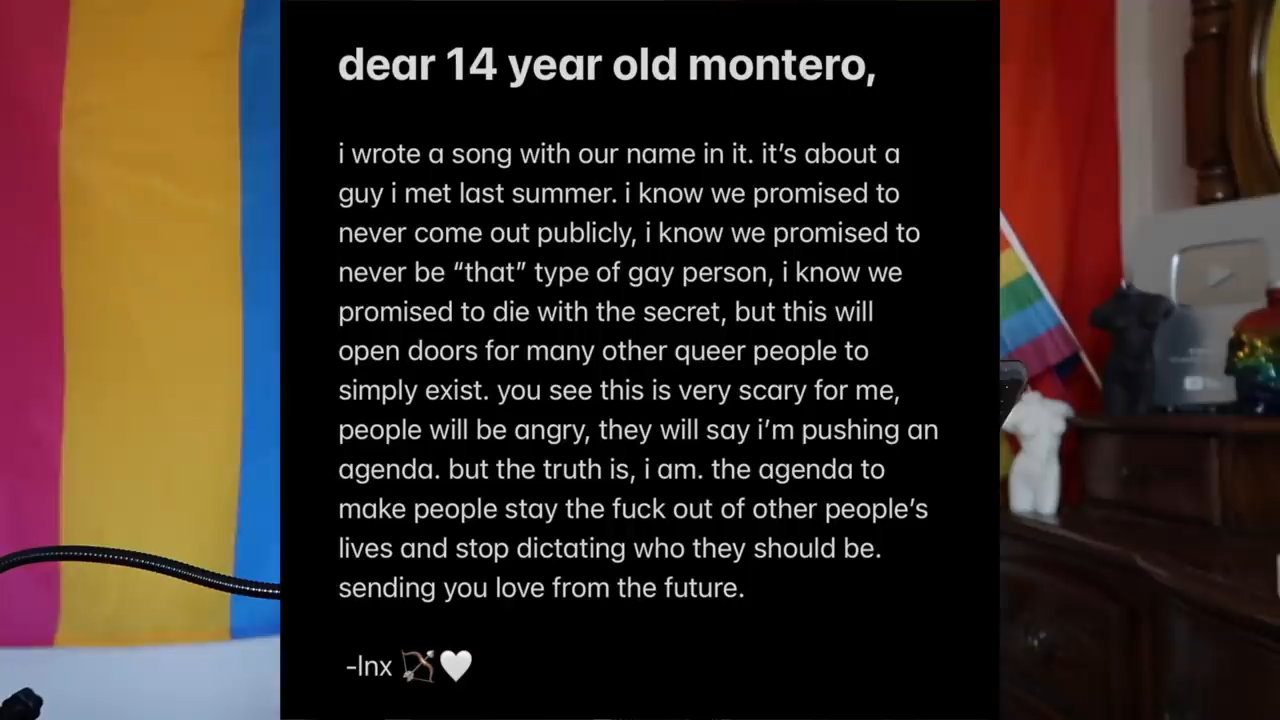 dear 14 year old montero,
i wrote a song with our name in it. it's about a
guy i met last summer. i know we promised to
never come out publicly, i know we promised to
never be “that” type of gay person, i know we
promised to die with the secret, but this will
open doors for many other queer people to
simply exist. you see this is very scary for me,
people will be angry, they will say i'm pushing an
agenda. but the truth is, i am. the agenda to
make people stay the fuck out of other people's
lives and stop dictating who they should be.
sending you love from the future.
-lnx 🏹🤍